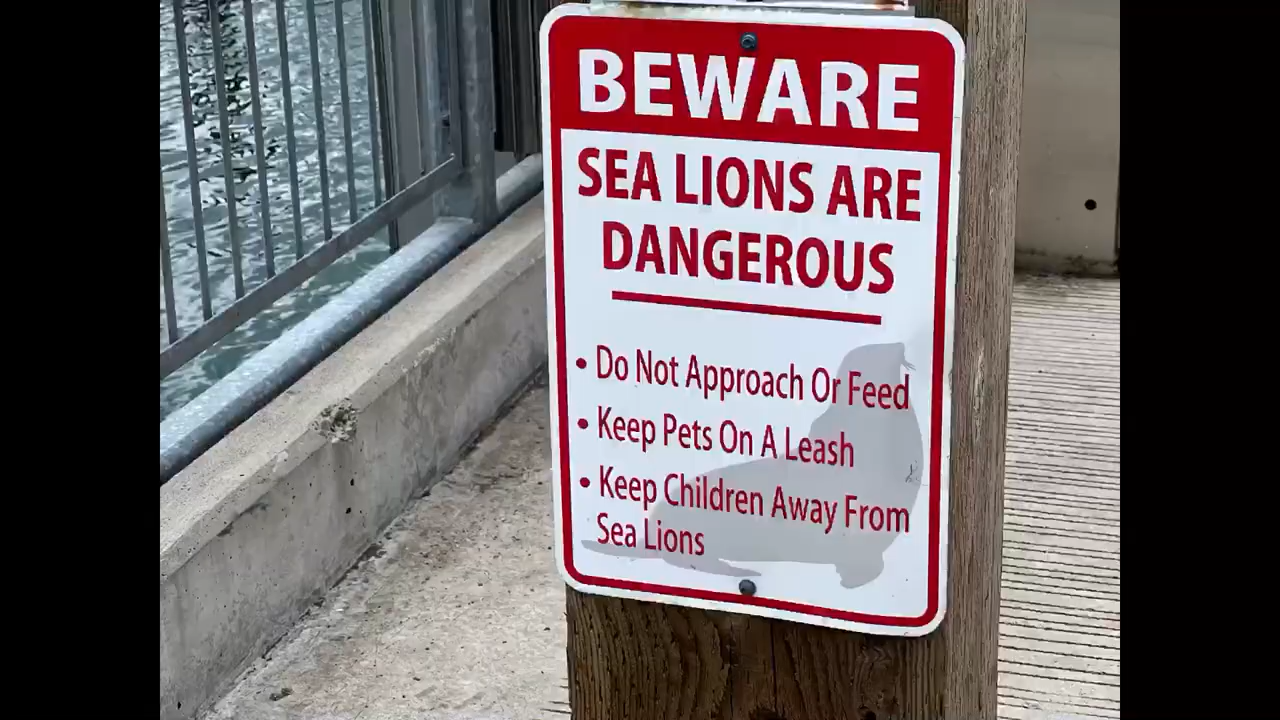 BEWARE
SEA LIONS ARE
DANGEROUS
• Do Not Approach Or Feed
• Keep Pets On A Leash
• Keep Children Away From
Sea Lions